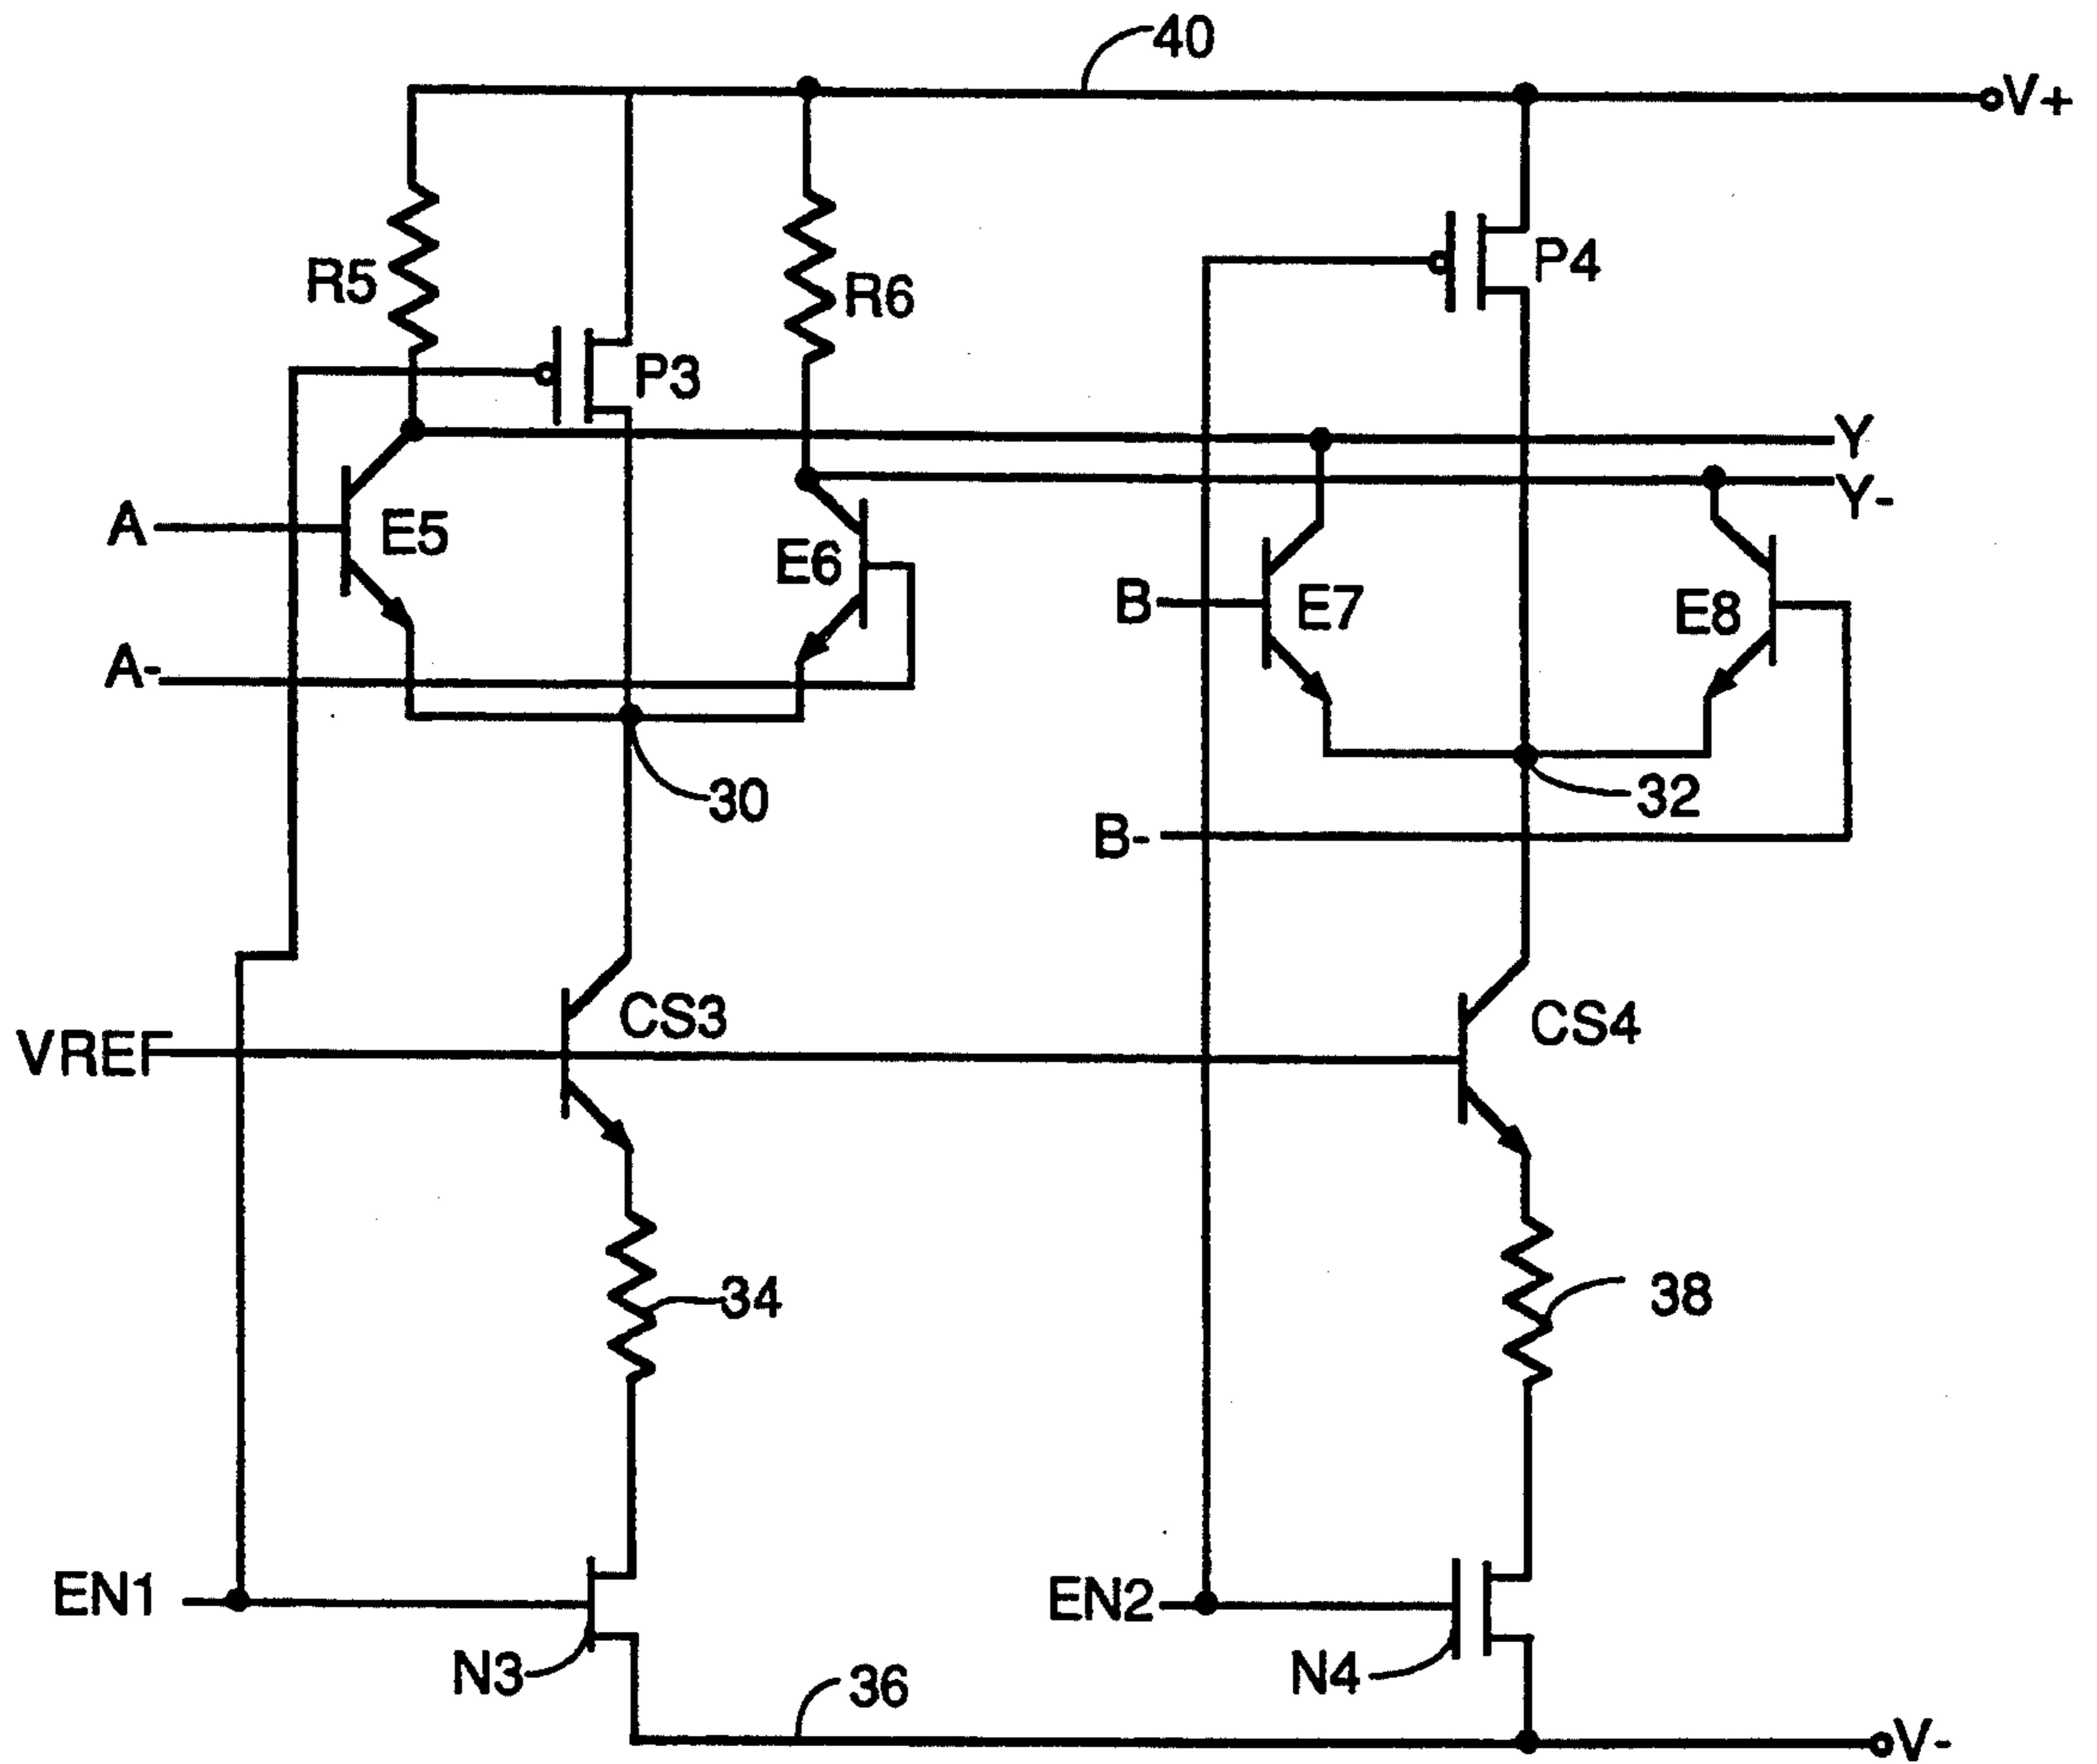 40
V+
R5
R6
P4
P3
Y
Y-
A
E5
E6
B
E7
E8
A-
30
32
B-
CS3
CS4
VREF
34
38
EN1
EN2
N3
N4
36
V-